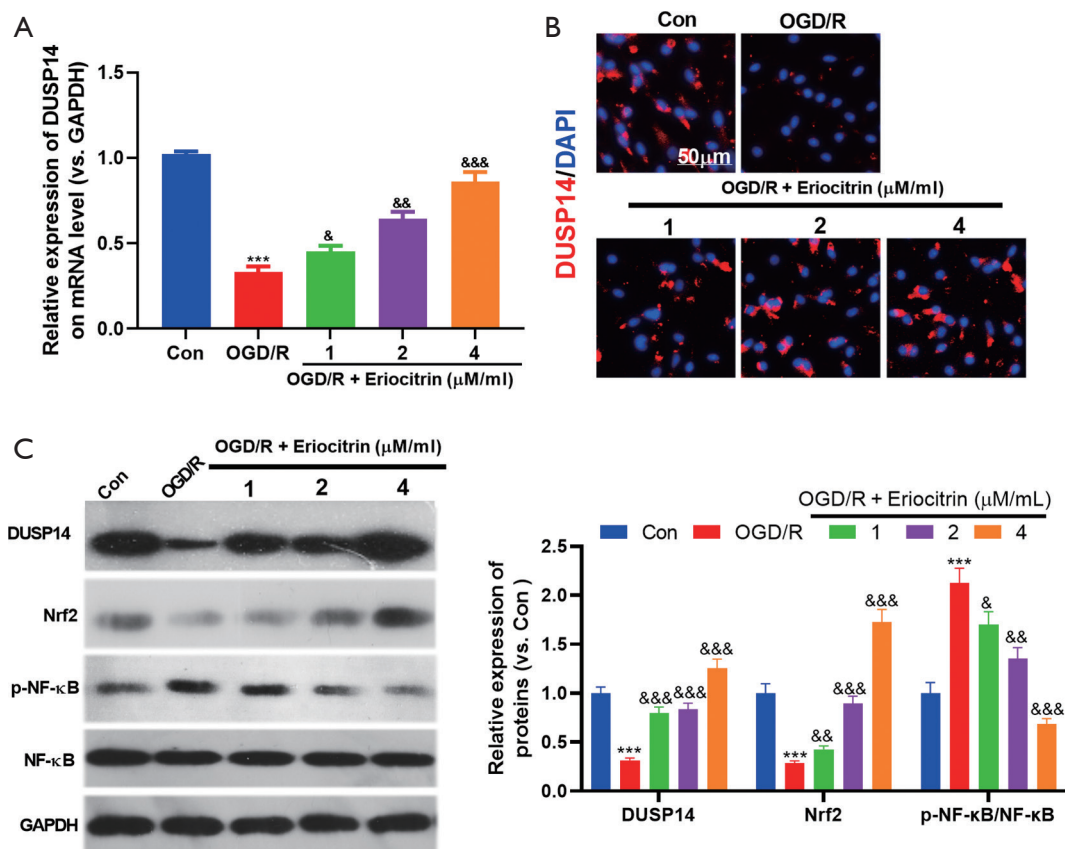 A
Relative expression of DUSP14
on mRNA level (vs. GAPDH)
1.5
1.0
0.5
0.0
***
&
&&
&&&
Con
OGD/R
1
2
4
OGD/R + Eriocitrin (μM/ml)
B
Con
OGD/R
DUSP14/DAPI
50μm
OGD/R + Eriocitrin (μM/ml)
1
2
4
C
OGD/R + Eriocitrin (μM/ml)
Con
OGD/R
1
2
4
DUSP14
Nrf2
p-NF-κB
NF-κB
GAPDH
OGD/R + Eriocitrin (μM/mL)
Con
OGD/R
1
2
4
Relative expression of
proteins (vs. Con)
2.5
2.0
1.5
1.0
0.5
0.0
***
&&&
&&&
&&&
***
&&
&&&
&&&
***
&
&&
&&&
DUSP14
Nrf2
p-NF-κB/NF-κB